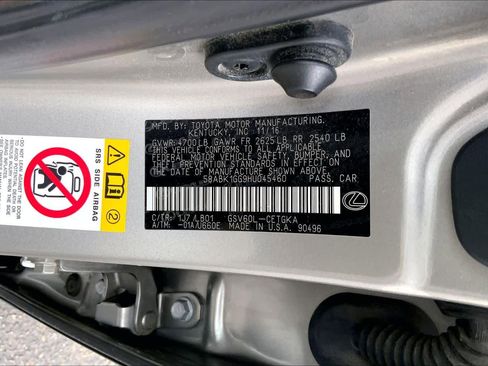 MFD. BY: TOYOTA MOTOR MANUFACTURING,
KENTUCKY, INC 11/16
GVWR 4700LB GAWR FR 2625LB RR 2540 LB
THIS VEHICLE CONFORMS TO ALL APPLICABLE
FEDERAL MOTOR VEHICLE SAFETY, BUMPER, AND
THEFT PREVENTION STANDARDS IN EFFECT ON
THE DATE OF MANUFACTURE SHOWN ABOVE.
58ABK1GG9HU045460 PASS. CAR
C/TR: 1J7 /LB01 GSV60L-CETGKA
A/TM: -01A/U660E MADE IN U.S.A. 90496
SRS SIDE AIRBAG